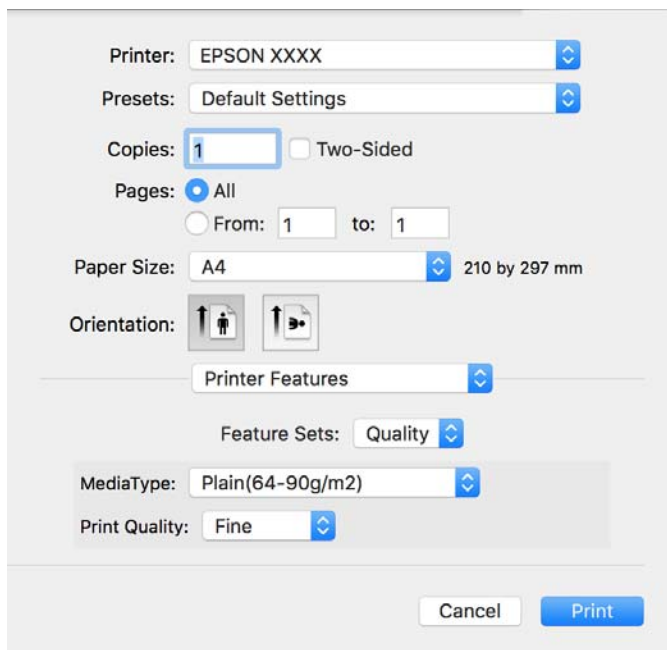 Printer: EPSON XXXX
Presets: Default Settings
Copies: 1 Two-Sided
Pages: All
From: 1 to: 1
Paper Size: A4 210 by 297 mm
Orientation:
Printer Features
Feature Sets: Quality
MediaType: Plain(64-90g/m2)
Print Quality: Fine
Cancel Print